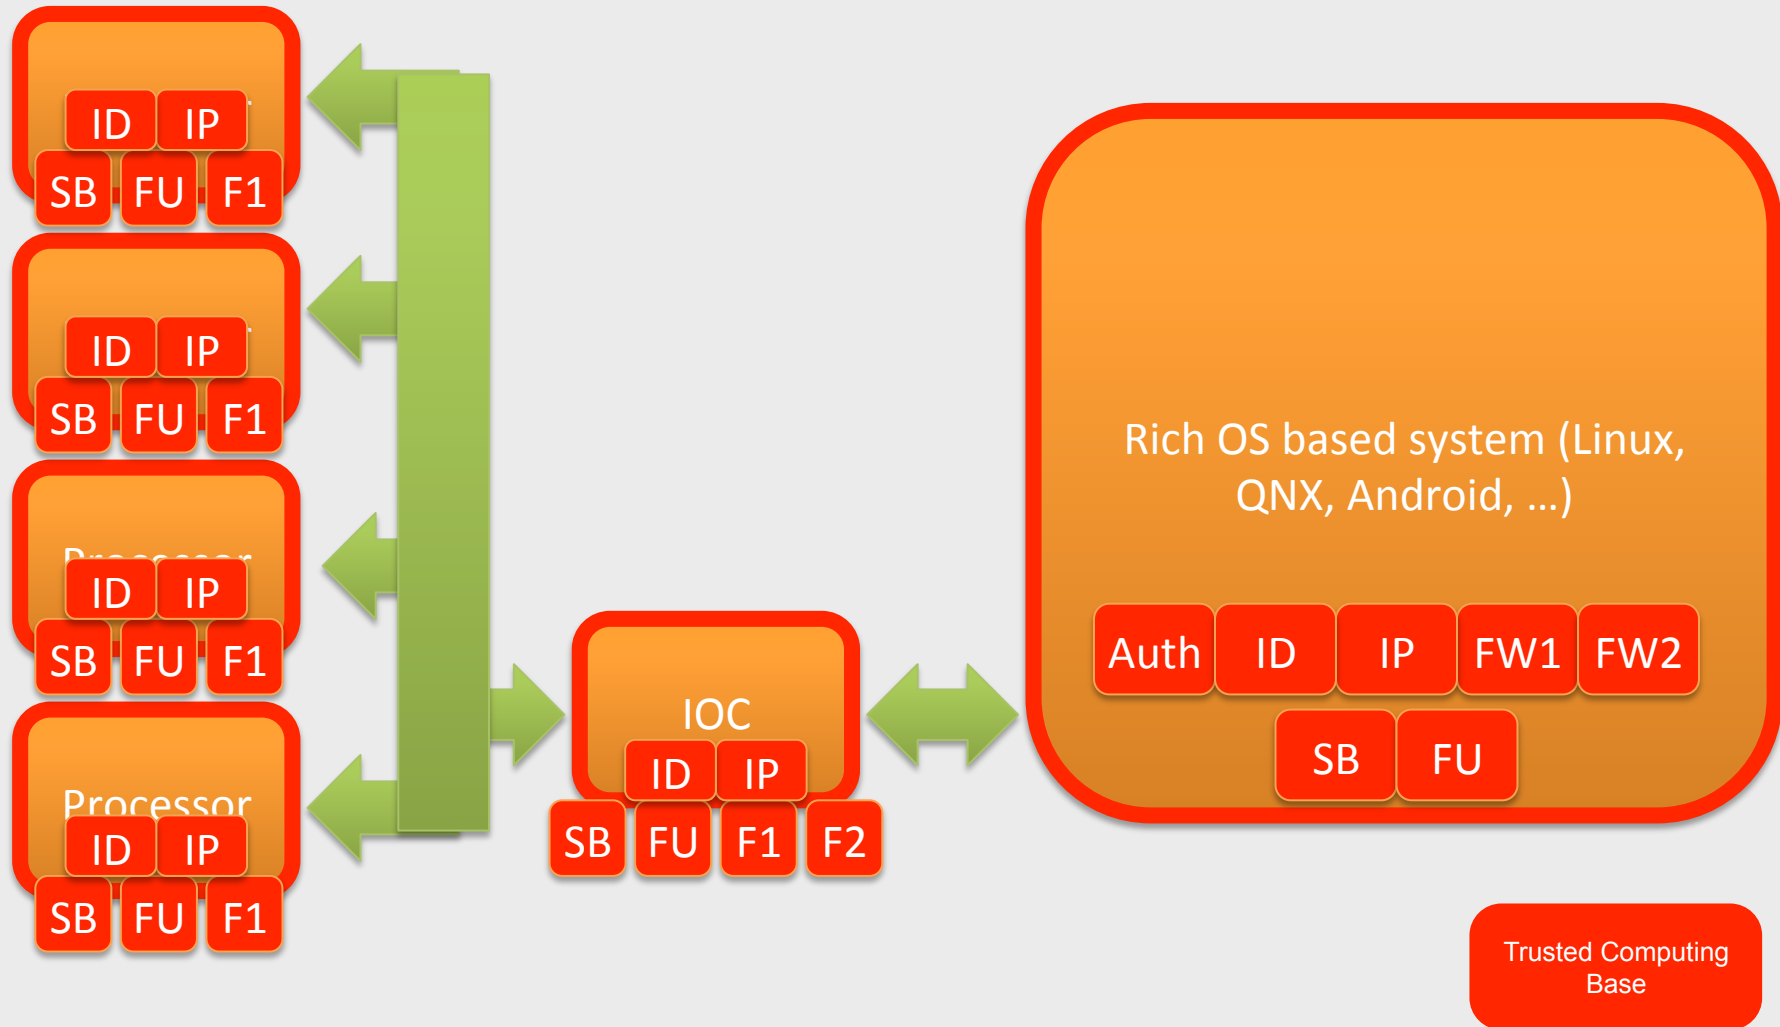 ID IP
SB FU F1
ID IP
SB FU F1
Processor
ID IP
SB FU F1
Processor
ID IP
SB FU F1
IOC
ID IP
SB FU F1 F2
Rich OS based system (Linux,
QNX, Android, ...)
Auth ID IP FW1 FW2
SB FU
Trusted Computing
Base